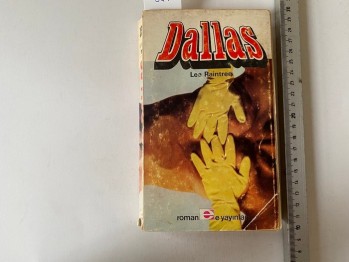 Dallas
Lee Raintree
roman e yayınları